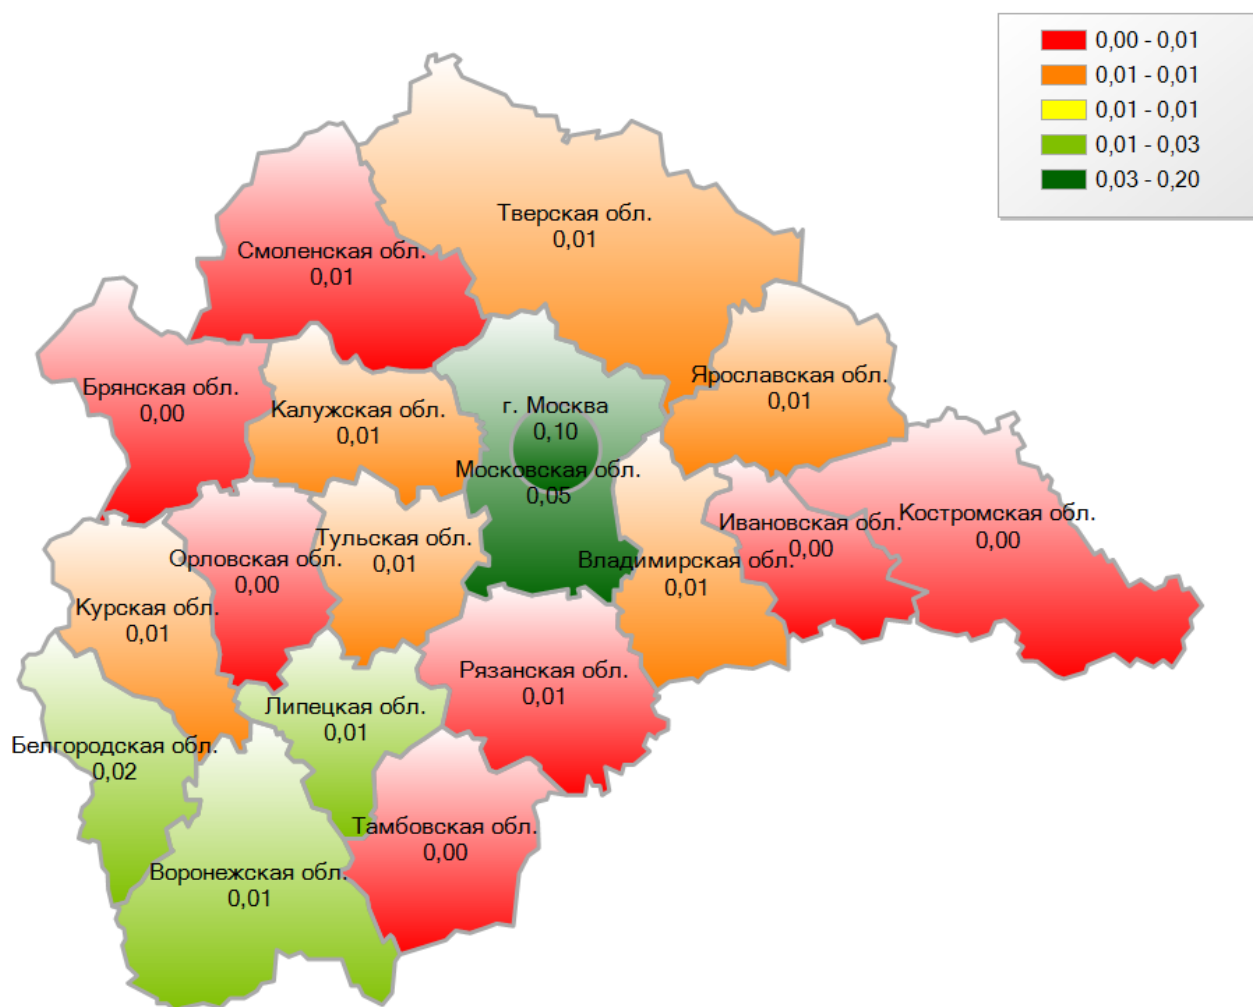 0,00 - 0,01
0,01 - 0,01
0,01 - 0,01
0,01 - 0,03
0,03 - 0,20
Тверская обл.
0,01
Смоленская обл.
0,01
Ярославская обл.
0,01
Брянская обл.
0,00
Калужская обл.
0,01
г. Москва
0,10
Московская обл.
0,05
Костромская обл.
0,00
Ивановская обл.
0,00
Тульская обл.
0,01
Орловская обл.
0,00
Владимирская обл.
0,01
Курская обл.
0,01
Рязанская обл.
0,01
Липецкая обл.
0,01
Белгородская обл.
0,02
Тамбовская обл.
0,00
Воронежская обл.
0,01